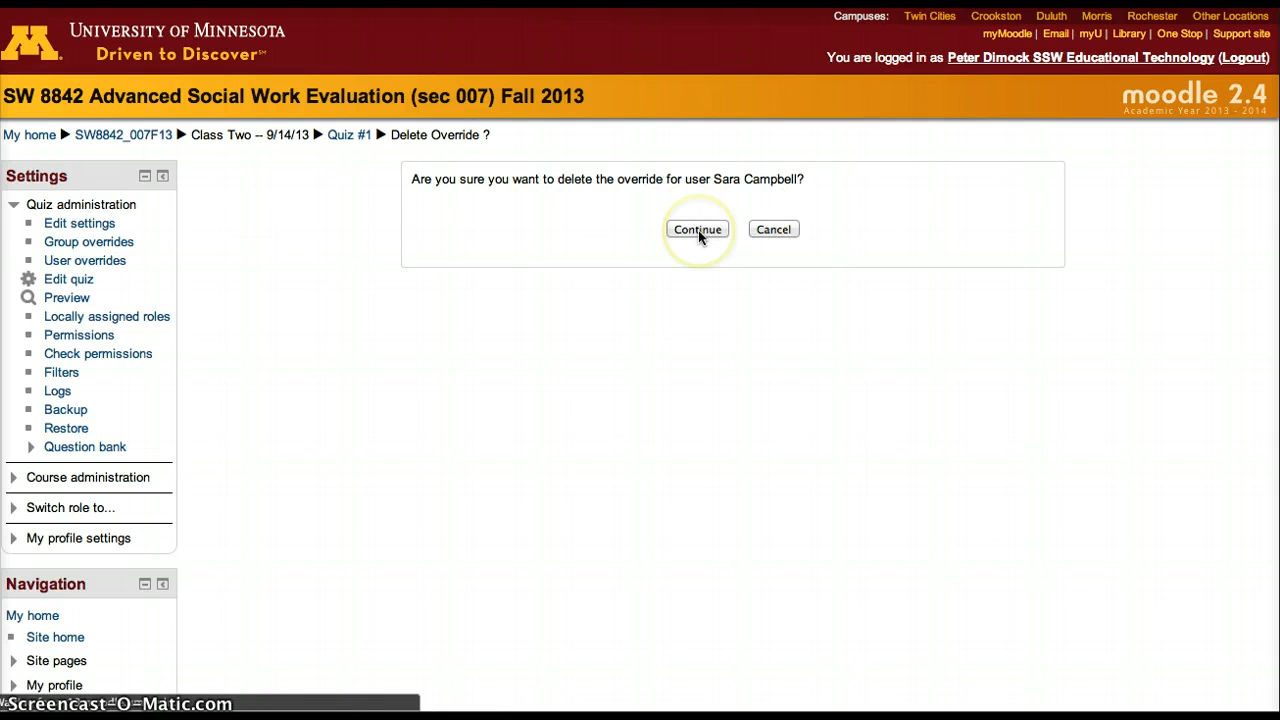 Campuses: Twin Cities Crookston Duluth Morris Rochester Other Locations
UNIVERSITY OF MINNESOTA
Driven to Discover℠
myMoodle | Email | myU | Library | One Stop | Support site
You are logged in as Peter Dimock SSW Educational Technology (Logout)
SW 8842 Advanced Social Work Evaluation (sec 007) Fall 2013
moodle 2.4
Academic Year 2013 - 2014
My home ► SW8842_007F13 ► Class Two -- 9/14/13 ► Quiz #1 ► Delete Override ?
Settings
Quiz administration
Edit settings
Group overrides
User overrides
Edit quiz
Preview
Locally assigned roles
Permissions
Check permissions
Filters
Logs
Backup
Restore
Question bank
Course administration
Switch role to...
My profile settings
Navigation
My home
Site home
Site pages
My profile
Are you sure you want to delete the override for user Sara Campbell?
Continue Cancel
Screencast-O-Matic.com